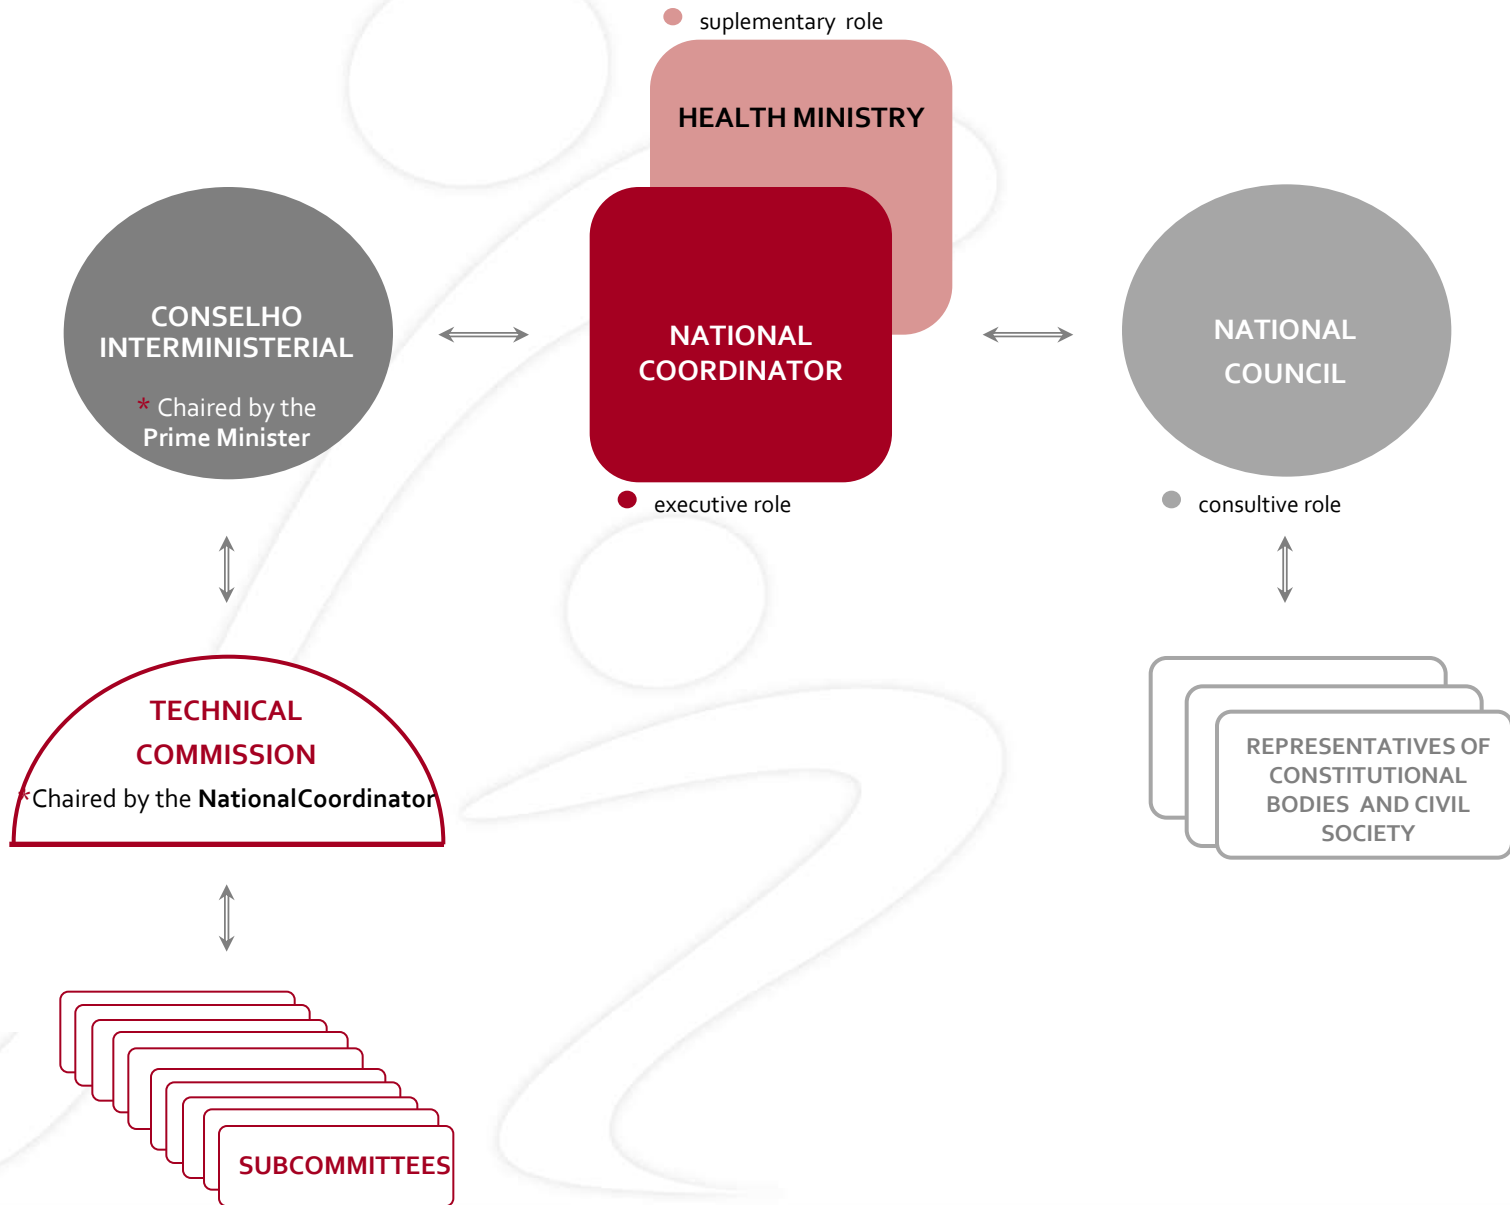 suplementary role
HEALTH MINISTRY
CONSELHO
INTERMINISTERIAL
* Chaired by the
Prime Minister
NATIONAL
COORDINATOR
executive role
NATIONAL
COUNCIL
consultive role
TECHNICAL
COMMISSION
*Chaired by the NationalCoordinator
REPRESENTATIVES OF
CONSTITUTIONAL
BODIES AND CIVIL
SOCIETY
SUBCOMMITTEES